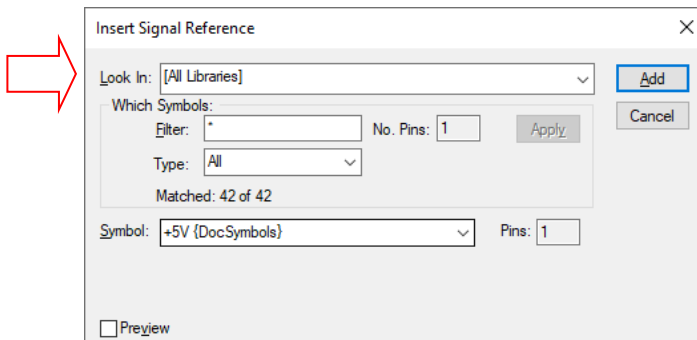 Insert Signal Reference
Look In: [All Libraries] Add
Which Symbols: Cancel
Filter: * No. Pins: 1 Apply
Type: All
Matched: 42 of 42
Symbol: +5V {DocSymbols} Pins: 1
Preview